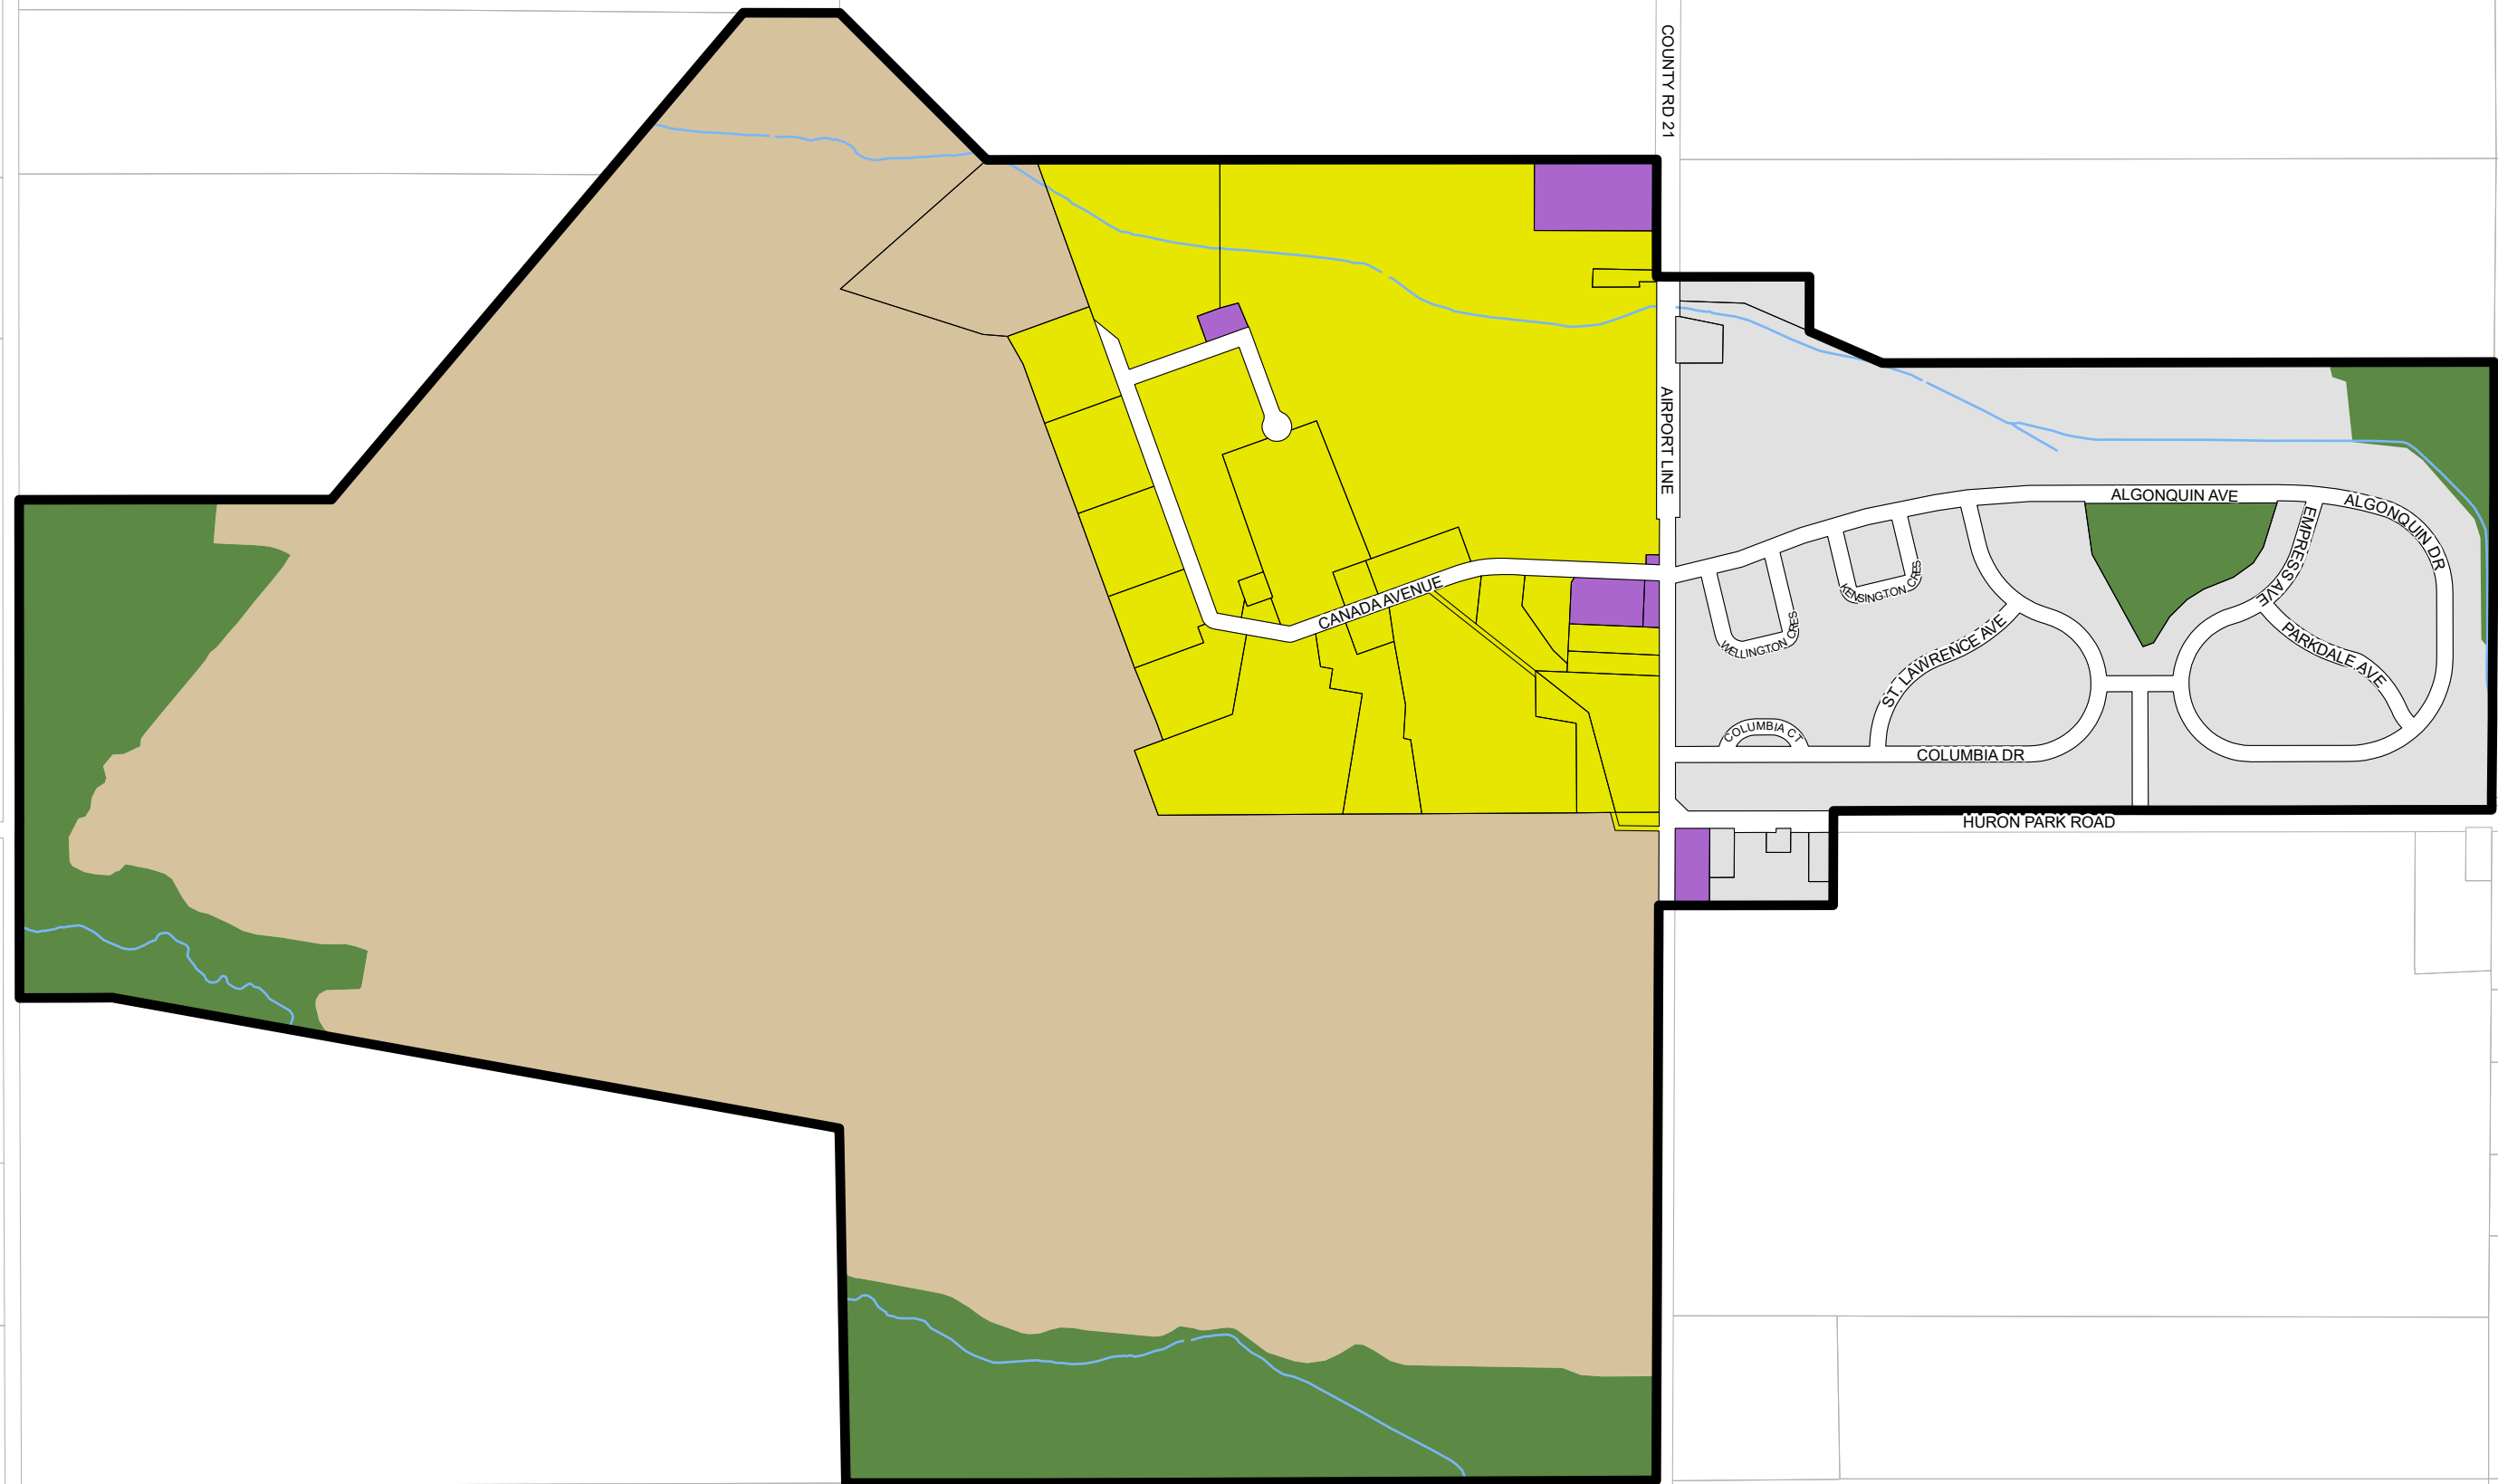 COUNTY RD 21
AIRPORT LINE
ALGONQUIN AVE
ALGONQUIN DR
EMPRESS AVE
KENSINGTON CRES
CANADA AVENUE
WELLINGTON CRES
ST. LAWRENCE AVE
PARKDALE AVE
COLUMBIA CT
COLUMBIA DR
HURON PARK ROAD